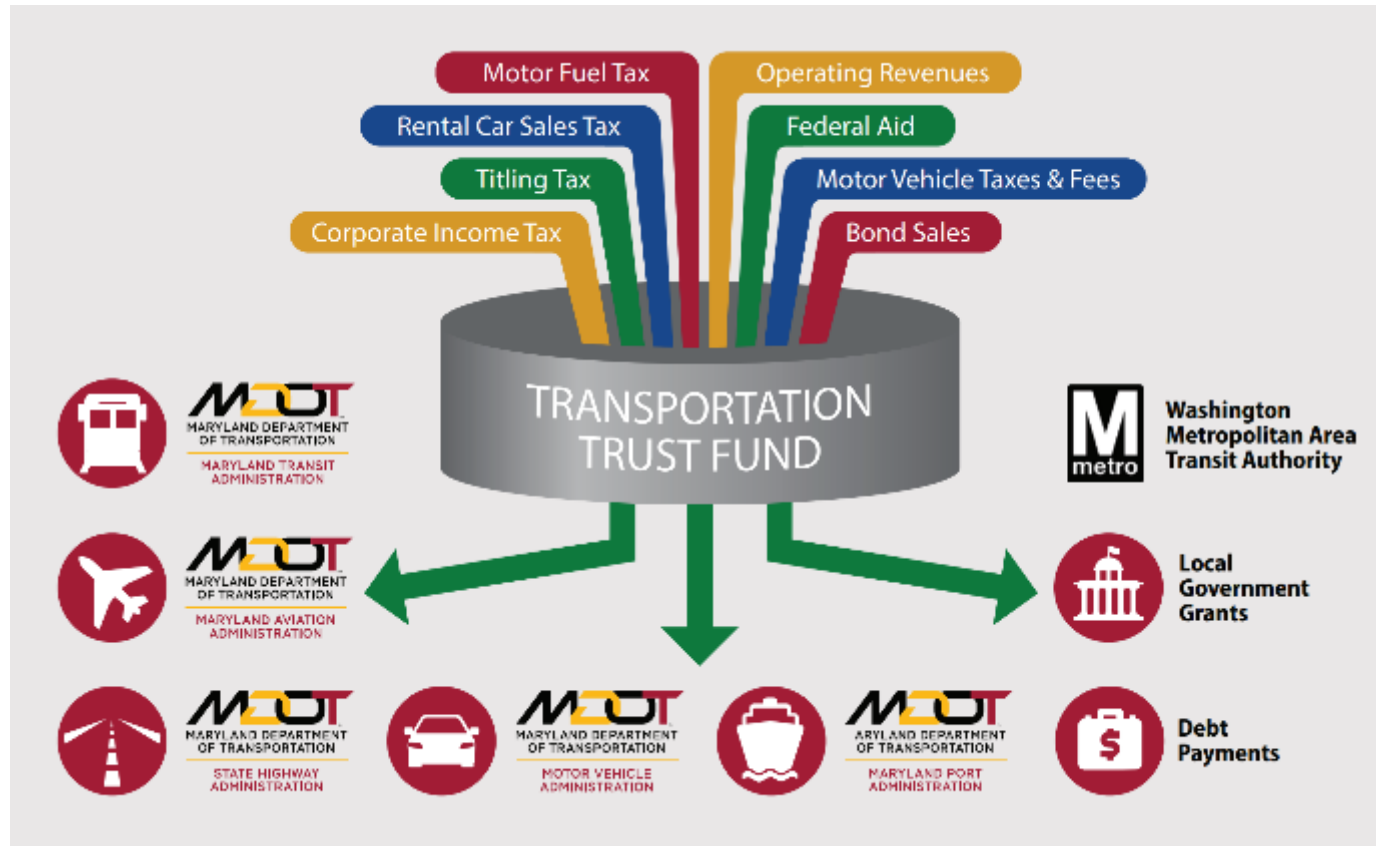 Motor Fuel Tax
Operating Revenues
Rental Car Sales Tax
Federal Aid
Titling Tax
Motor Vehicle Taxes & Fees
Corporate Income Tax
Bond Sales
TRANSPORTATION
TRUST FUND
MDOT
MARYLAND DEPARTMENT
OF TRANSPORTATION
MARYLAND TRANSIT
ADMINISTRATION
M
metro
Washington
Metropolitan Area
Transit Authority
MDOT
MARYLAND DEPARTMENT
OF TRANSPORTATION
MARYLAND AVIATION
ADMINISTRATION
Local
Government
Grants
MDOT
MARYLAND DEPARTMENT
OF TRANSPORTATION
STATE HIGHWAY
ADMINISTRATION
MDOT
MARYLAND DEPARTMENT
OF TRANSPORTATION
MOTOR VEHICLE
ADMINISTRATION
MDOT
ARYLAND DEPARTMENT
OF TRANSPORTATION
MARYLAND PORT
ADMINISTRATION
$
Debt
Payments